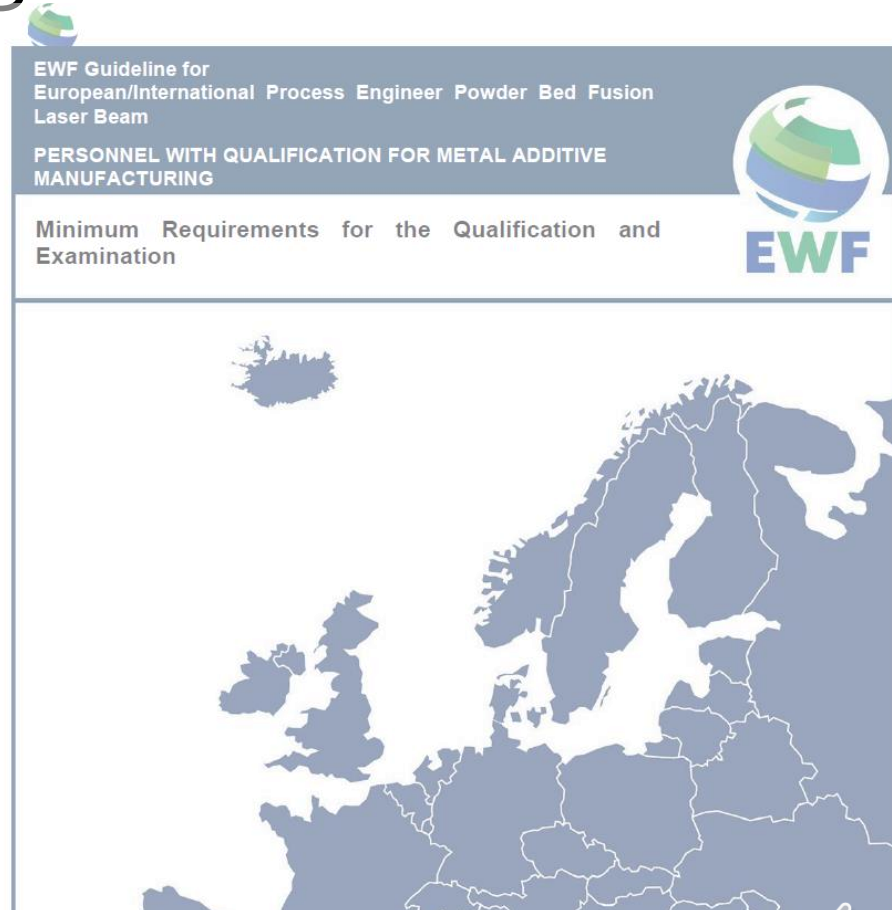 EWF Guideline for
European/International Process Engineer Powder Bed Fusion
Laser Beam
PERSONNEL WITH QUALIFICATION FOR METAL ADDITIVE
MANUFACTURING
Minimum Requirements for the Qualification and
Examination
EWF